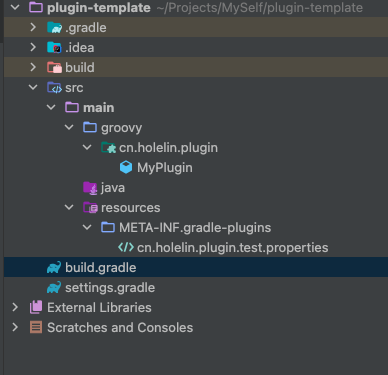 plugin-template ~/Projects/MySelf/plugin-template
.gradle
.idea
build
src
main
groovy
cn.holelin.plugin
MyPlugin
java
resources
META-INF.gradle-plugins
cn.holelin.plugin.test.properties
build.gradle
settings.gradle
External Libraries
Scratches and Consoles